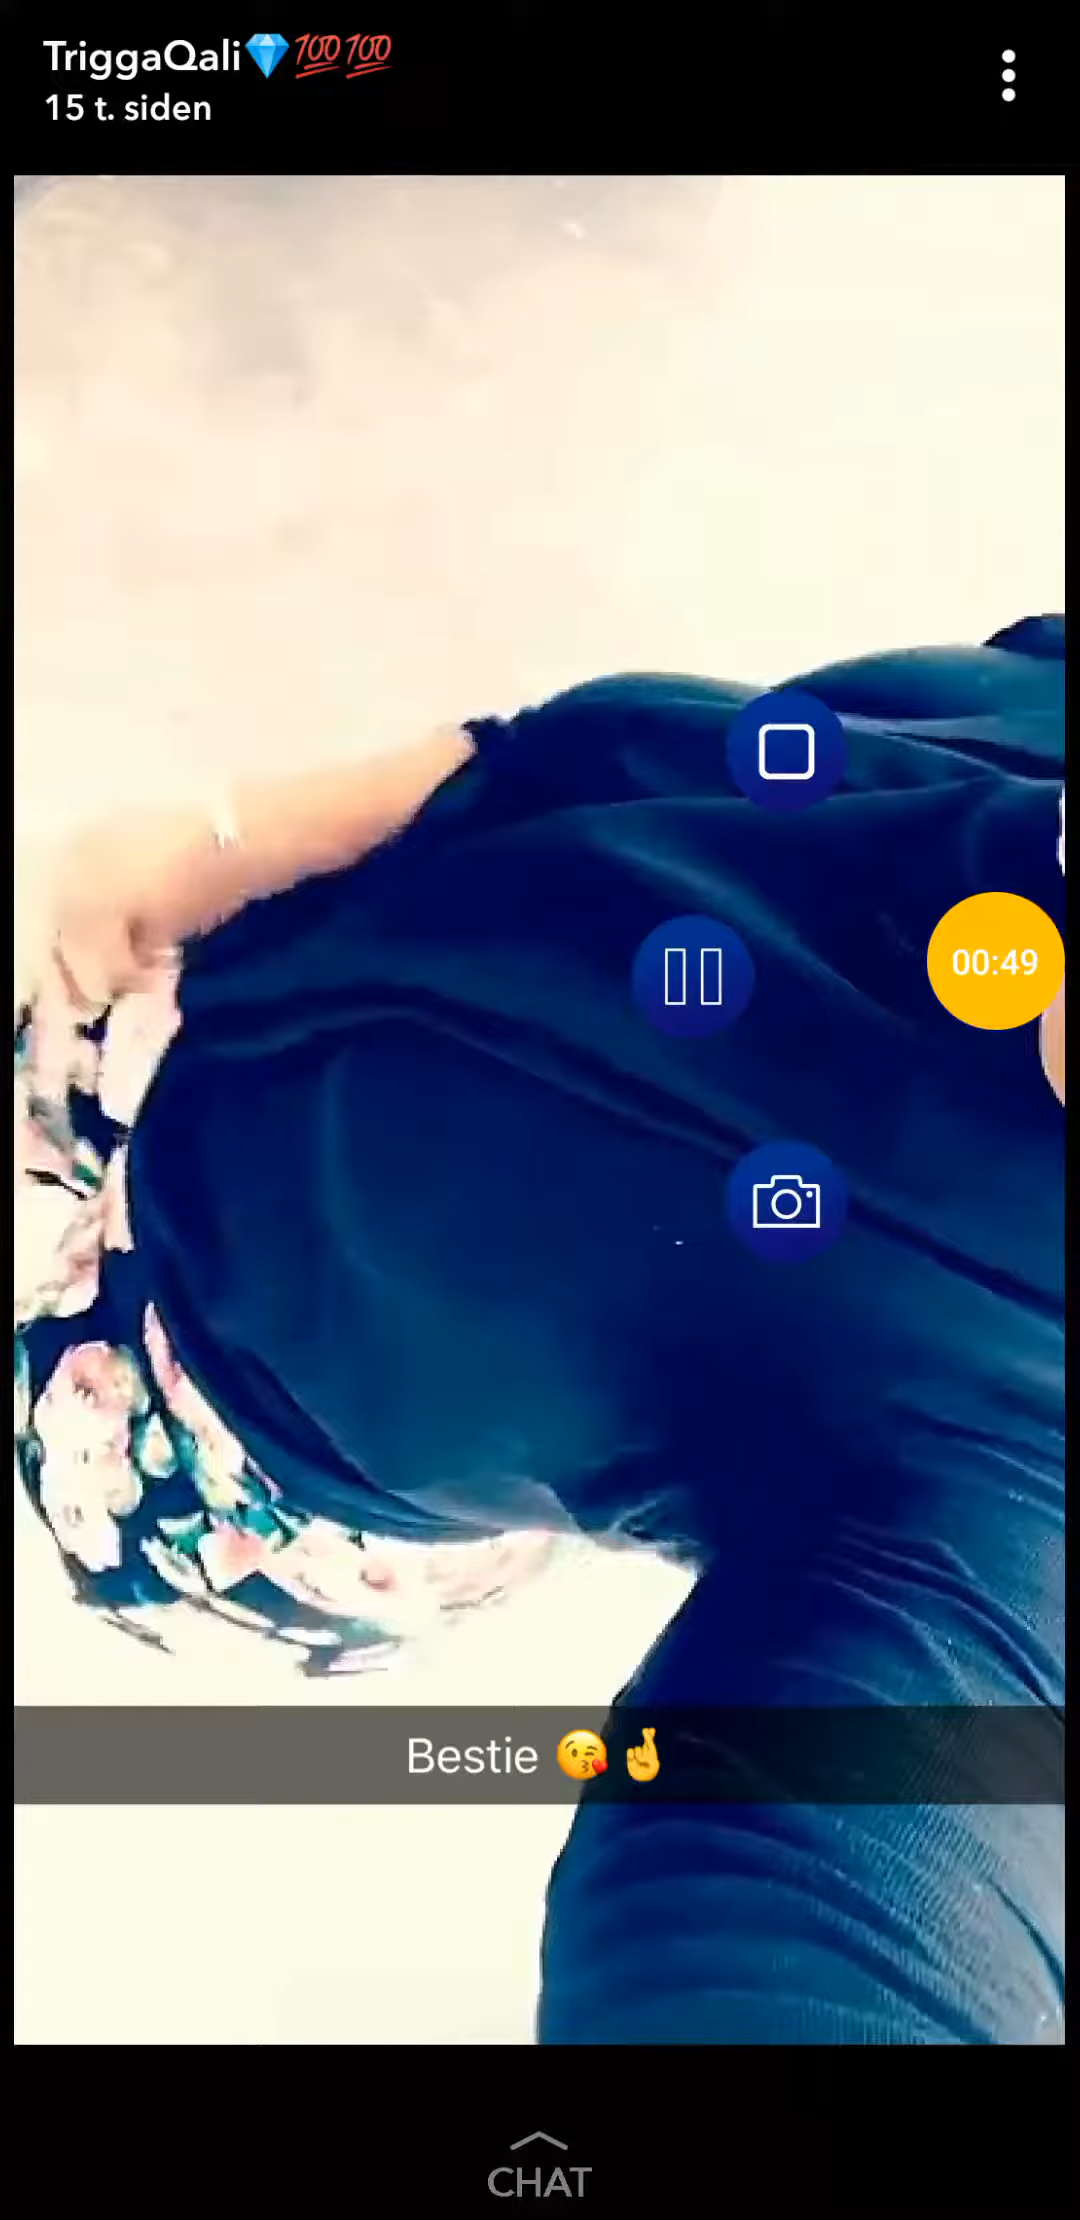 TriggaQali💎💯💯
15 t. siden
00:49
Bestie 😘🤞
CHAT